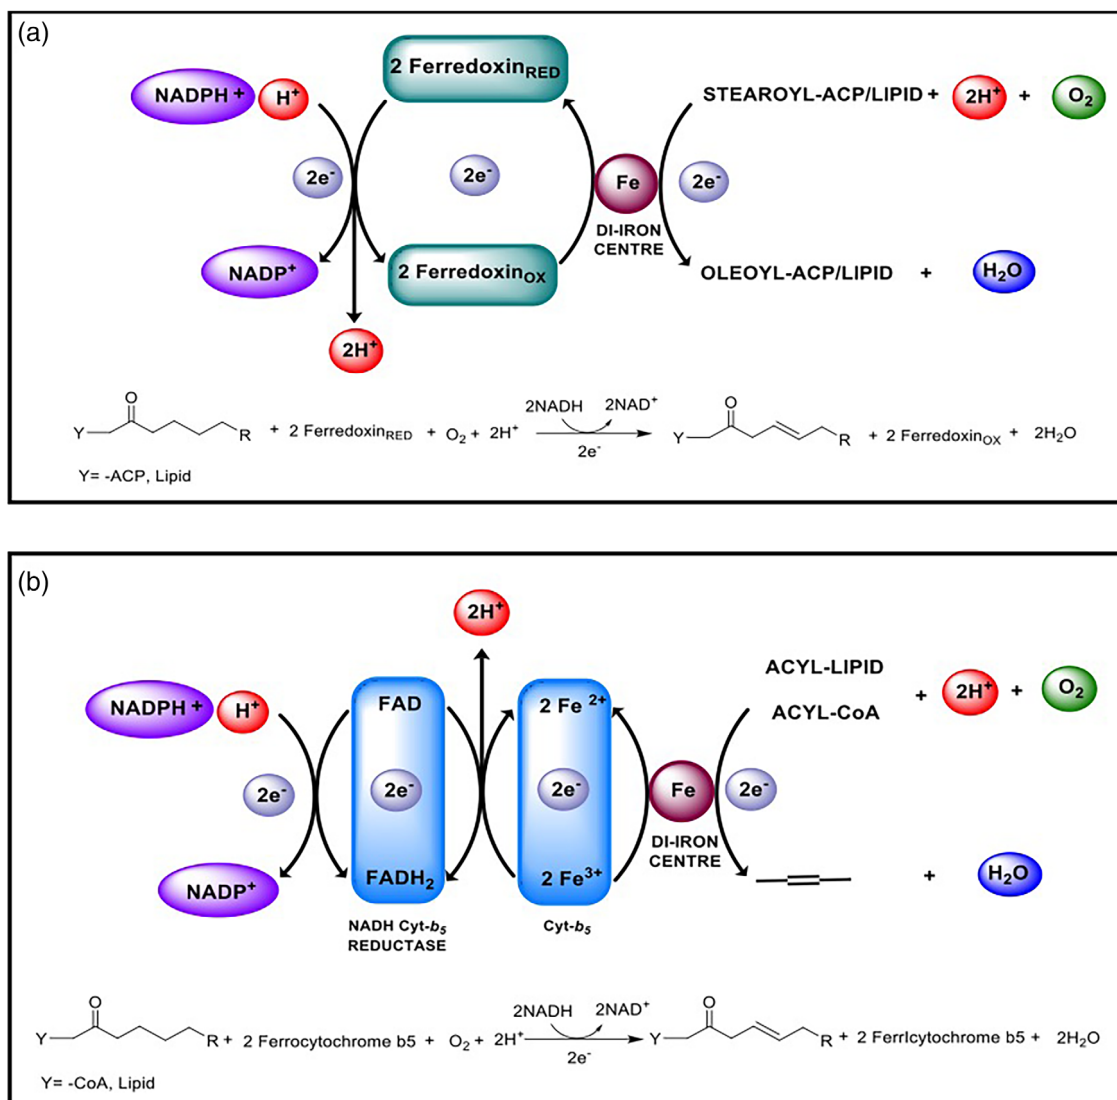 (a)
2 Ferredoxin_RED
NADPH + H⁺
STEAROYL-ACP/LIPID + 2H⁺ + O₂
2e⁻ 2e⁻ Fe 2e⁻
DI-IRON
CENTRE
NADP⁺ 2 Ferredoxin_OX OLEOYL-ACP/LIPID + H₂O
2H⁺
O 2NADH 2NAD⁺ O
Y R + 2 Ferredoxin_RED + O₂ + 2H⁺ 2e⁻ Y R + 2 Ferredoxin_OX + 2H₂O
Y= -ACP, Lipid
(b)
2H⁺
ACYL-LIPID
NADPH + H⁺ FAD 2 Fe ²⁺ + 2H⁺ + O₂
ACYL-CoA
2e⁻ 2e⁻ 2e⁻ Fe 2e⁻
DI-IRON
CENTRE
NADP⁺ FADH₂ 2 Fe³⁺ + H₂O
NADH Cyt-b₅ Cyt-b₅
REDUCTASE
O 2NADH 2NAD⁺ O
Y R + 2 Ferrocytochrome b5 + O₂ + 2H⁺ 2e⁻ Y R + 2 FerrIcytochrome b5 + 2H₂O
Y= -CoA, Lipid